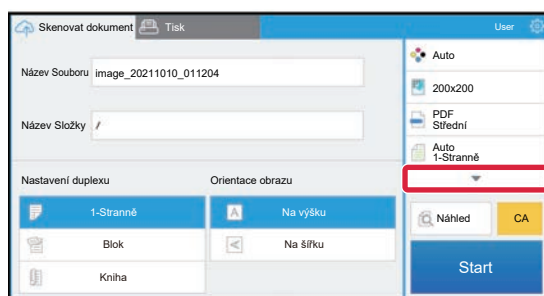 Skenovat dokument
Tisk
User
Název Souboru image_20211010_011204
Název Složky /
Nastavení duplexu
Orientace obrazu
1-Stranně
Na výšku
Blok
Na šířku
Kniha
Auto
200x200
PDF
Střední
Auto
1-Stranně
Náhled
CA
Start